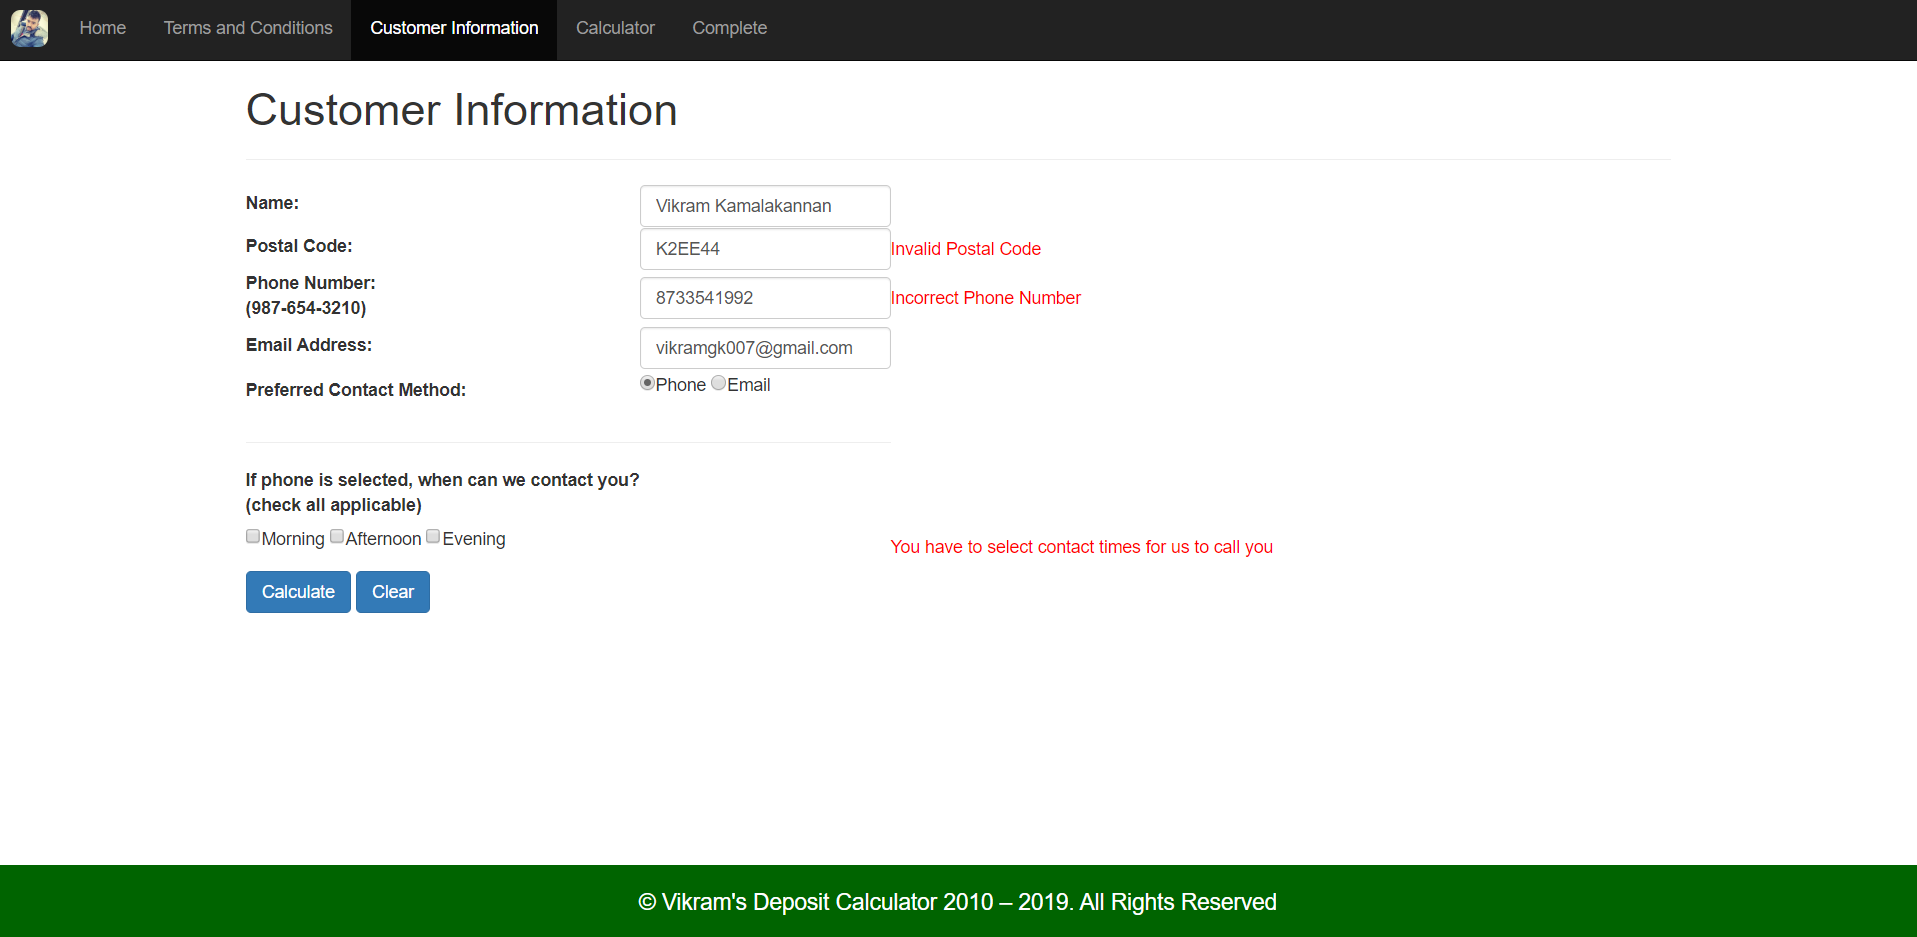 Home Terms and Conditions Customer Information Calculator Complete
Customer Information
Name: Vikram Kamalakannan
Postal Code: K2EE44 Invalid Postal Code
Phone Number:
(987-654-3210) 8733541992 Incorrect Phone Number
Email Address: vikramgk007@gmail.com
Preferred Contact Method: Phone Email
If phone is selected, when can we contact you?
(check all applicable)
Morning Afternoon Evening You have to select contact times for us to call you
Calculate Clear
© Vikram's Deposit Calculator 2010 – 2019. All Rights Reserved